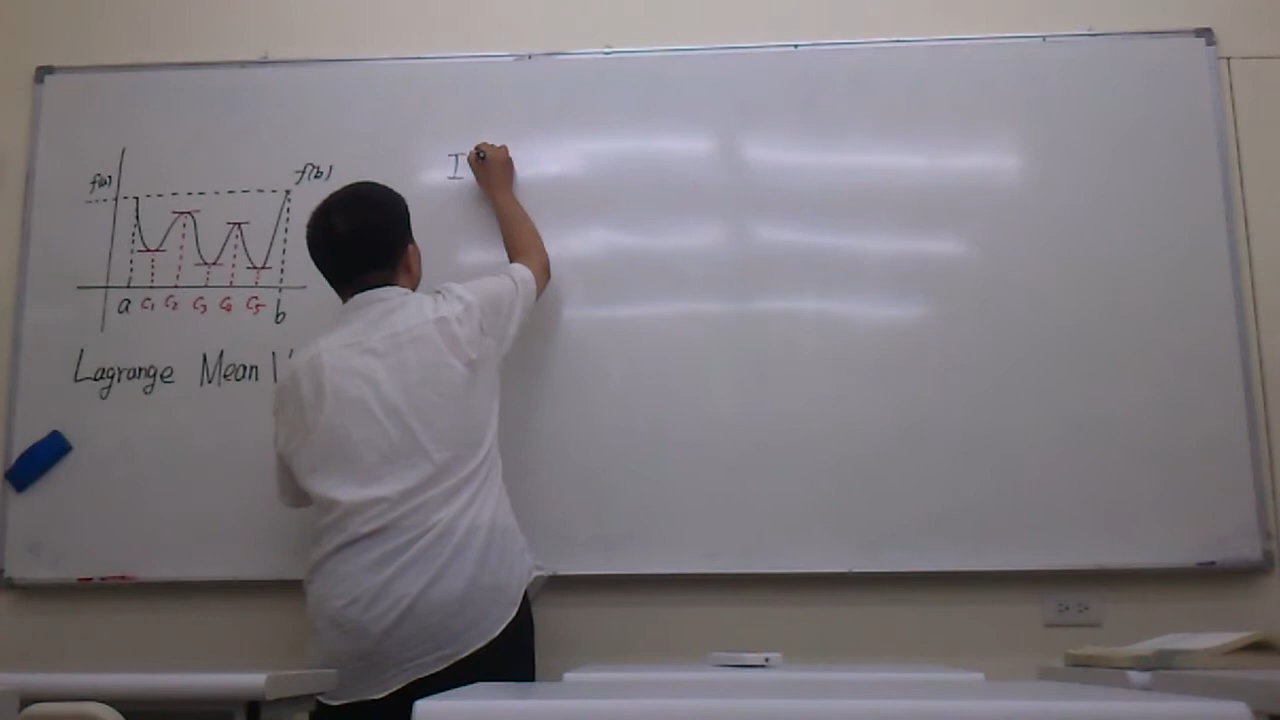 f(a)
f(b)
a c₁ c₂ c₃ c₄ c₅ b
Lagrange Mean
I